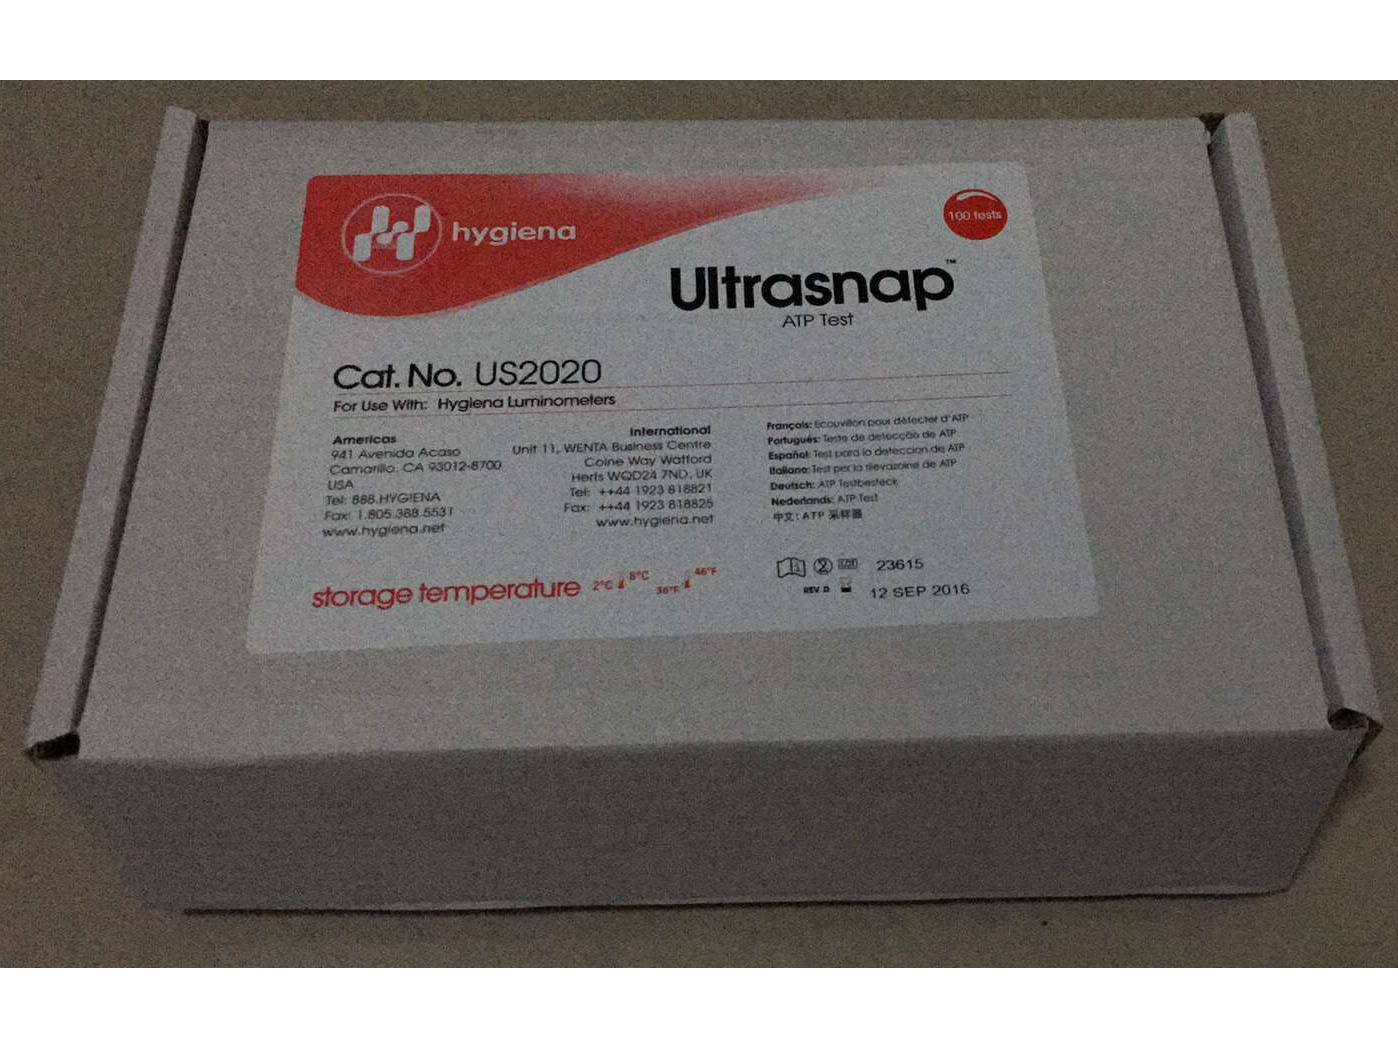 hygiena
100 tests
Ultrasnap™
ATP Test
Cat. No. US2020
For Use With: Hygiena Luminometers
Americas
941 Avenida Acaso
Camarillo, CA 93012-8700
USA
Tel: 888.HYGIENA
Fax: 1.805.388.5531
www.hygiena.net
International
Unit 11, WENTA Business Centre
Colne Way Watford
Herts WD24 7ND, UK
Tel: ++44 1923 818821
Fax: ++44 1923 818825
www.hygiena.net
Français: Ecouvillon pour détecter d'ATP
Português: Teste de detecção de ATP
Español: Test para la deteccion de ATP
Italiano: Test per la rilevazoine de ATP
Deutsch: ATP Testbesteck
Nederlands: ATP Test
中文: ATP 采样器
storage temperature 2°C 8°C 36°F 46°F
LOT 23615
REV D 12 SEP 2016